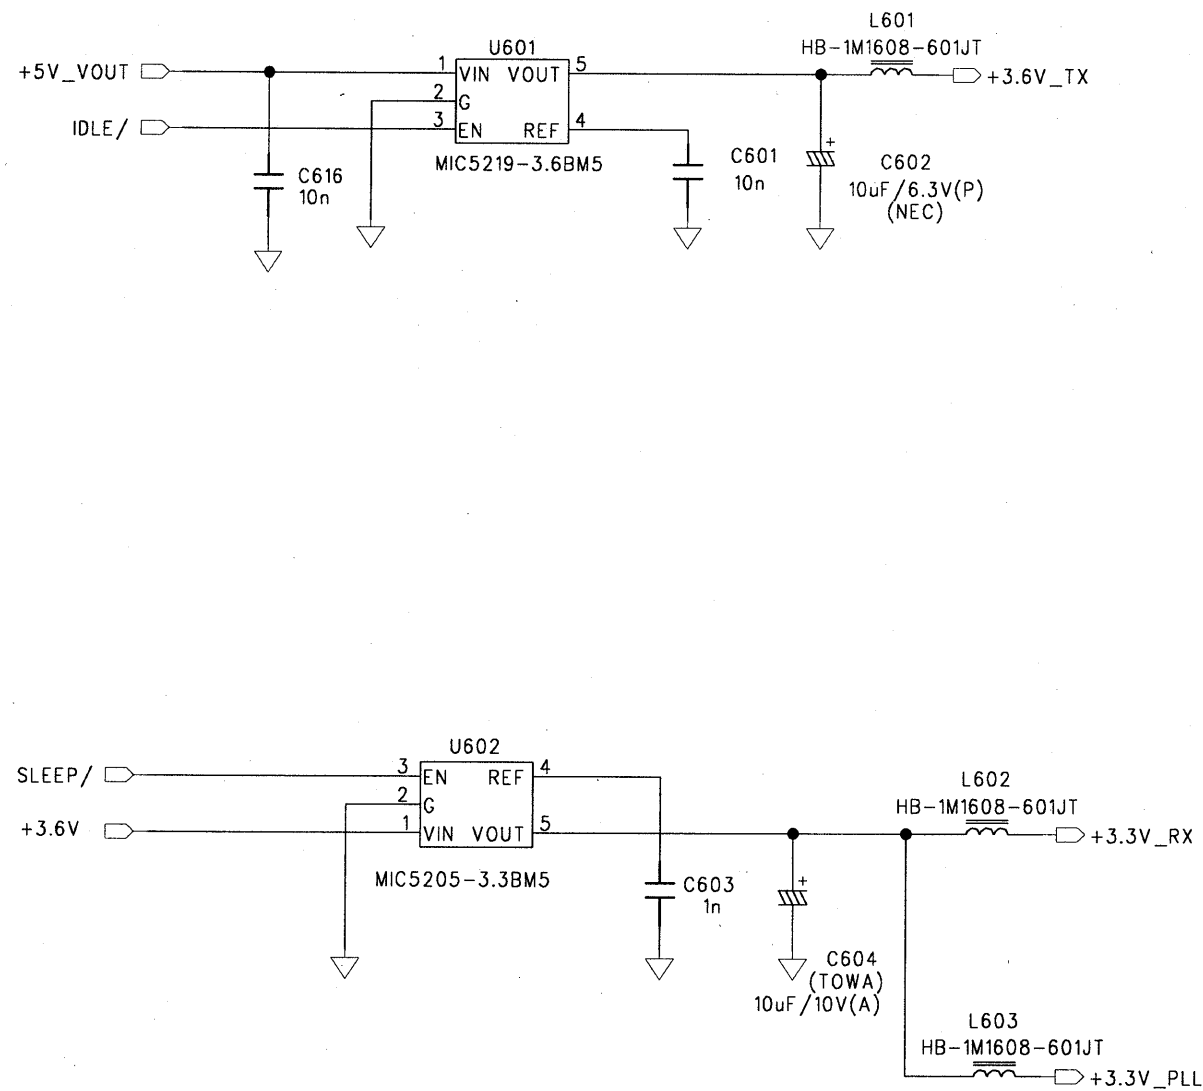 L601
HB-1M1608-601JT
U601
+5V_VOUT
1 VIN VOUT 5
+3.6V_TX
2 G
IDLE/
3 EN REF 4
MIC5219-3.6BM5
C616
10n
C601
10n
+
C602
10uF/6.3V(P)
(NEC)
U602
SLEEP/
3 EN REF 4
2 G
+3.6V
1 VIN VOUT 5
MIC5205-3.3BM5
L602
HB-1M1608-601JT
+3.3V_RX
C603
1n
+
C604
(TOWA)
10uF/10V(A)
L603
HB-1M1608-601JT
+3.3V_PLL